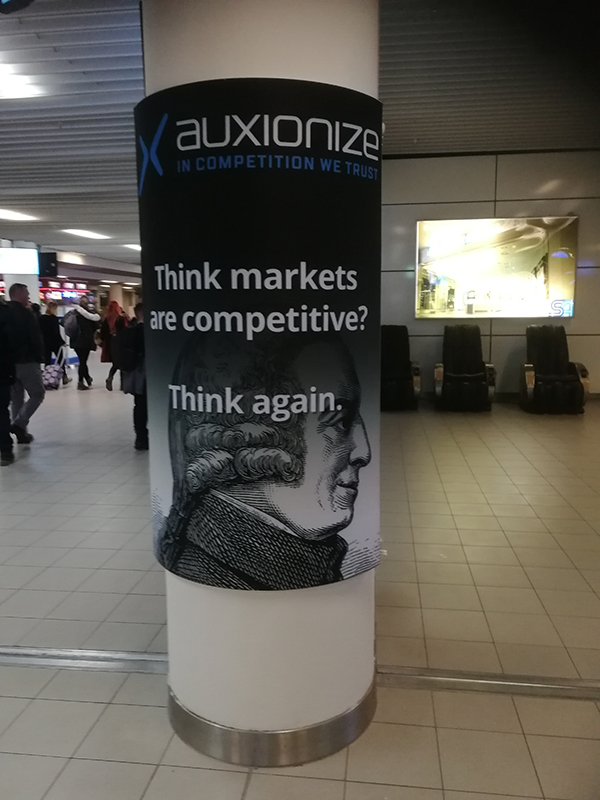 auxionize
IN COMPETITION WE TRUST
Think markets
are competitive?
Think again.